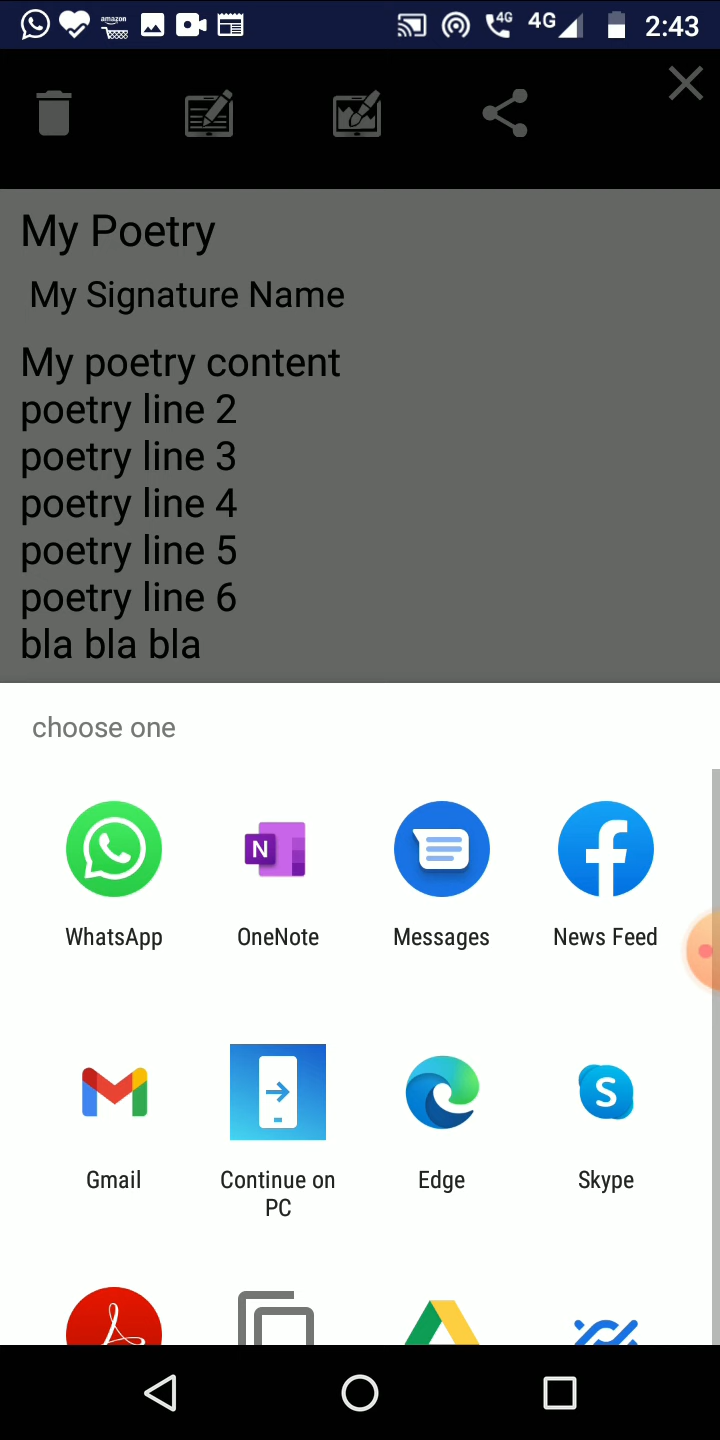 amazon
4G
4G
2:43
My Poetry
My Signature Name
My poetry content
poetry line 2
poetry line 3
poetry line 4
poetry line 5
poetry line 6
bla bla bla
choose one
N
WhatsApp
OneNote
Messages
News Feed
S
Gmail
Continue on
PC
Edge
Skype